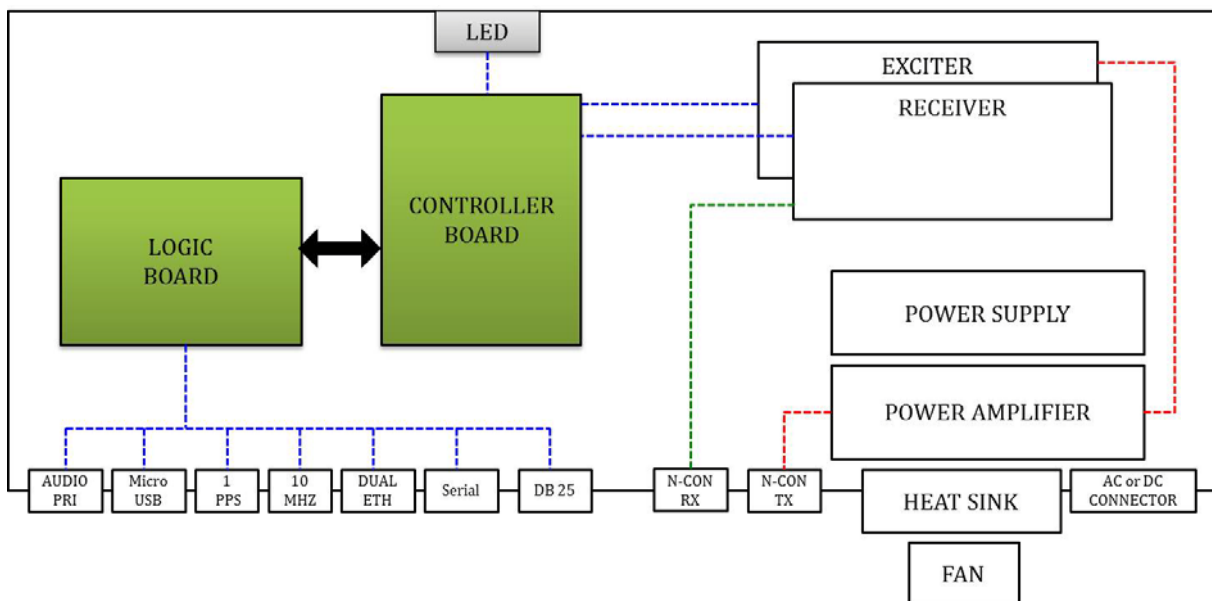 LED
EXCITER
RECEIVER
CONTROLLER
BOARD
LOGIC
BOARD
POWER SUPPLY
POWER AMPLIFIER
AUDIO
PRI
Micro
USB
1
PPS
10
MHZ
DUAL
ETH
Serial
DB 25
N-CON
RX
N-CON
TX
HEAT SINK
AC or DC
CONNECTOR
FAN